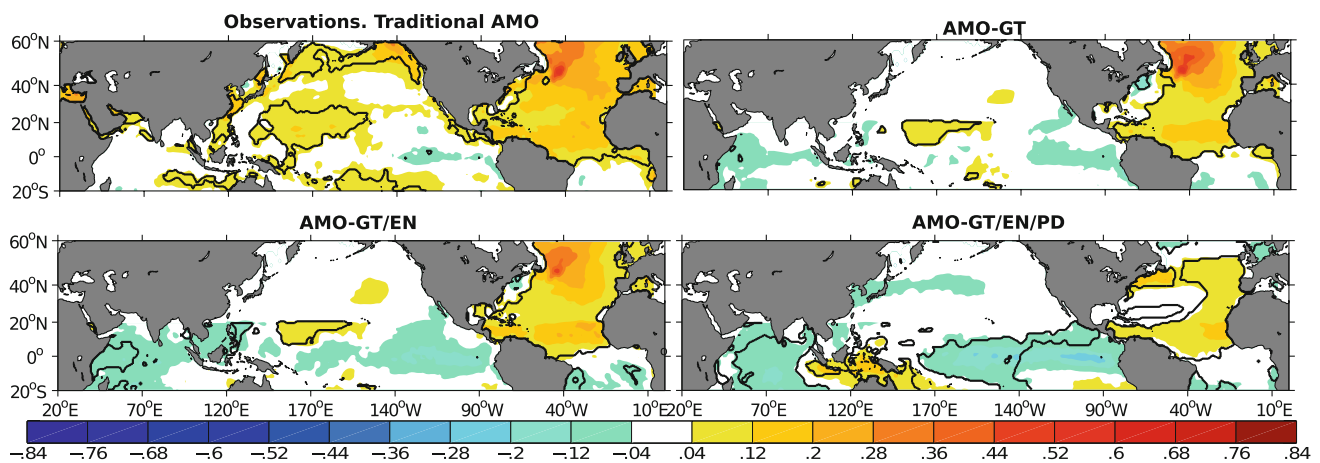 Observations. Traditional AMO
AMO-GT
60°N
40°N
20°N
0°
20°S
AMO-GT/EN
AMO-GT/EN/PD
60°N
40°N
20°N
0°
20°S
20°E 70°E 120°E 170°E 140°W 90°W 40°W 10°E 20°E 70°E 120°E 170°E 140°W 90°W 40°W 10°E
-.84 -.76 -.68 -.6 -.52 -.44 -.36 -.28 -.2 -.12 -.04 .04 .12 .2 .28 .36 .44 .52 .6 .68 .76 .84